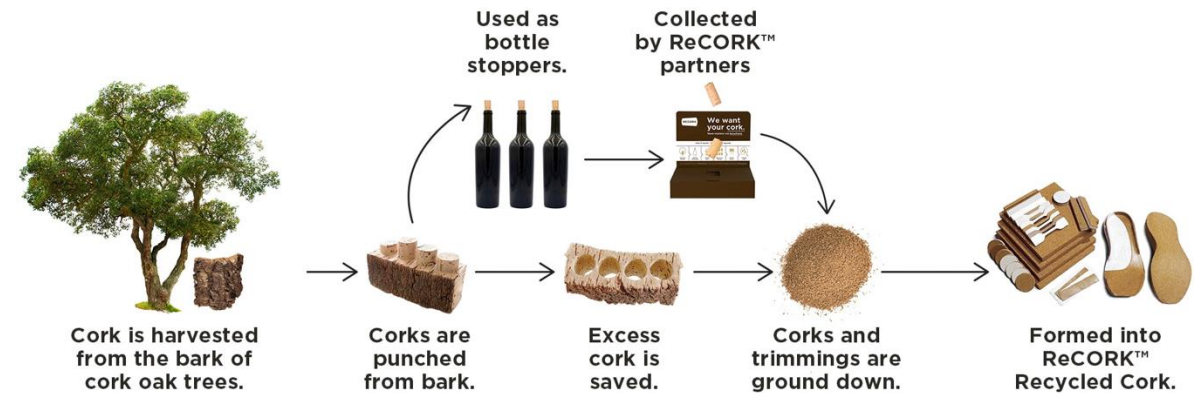 Used as
bottle
stoppers.
Collected
by ReCORK™
partners
RECORK
We want
your cork.
Cork is harvested
from the bark of
cork oak trees.
Corks are
punched
from bark.
Excess
cork is
saved.
Corks and
trimmings are
ground down.
Formed into
ReCORK™
Recycled Cork.